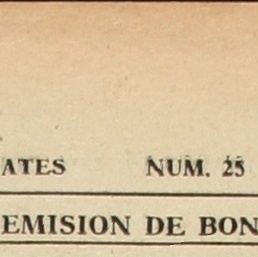 ATES NUM. 25
EMISION DE BON